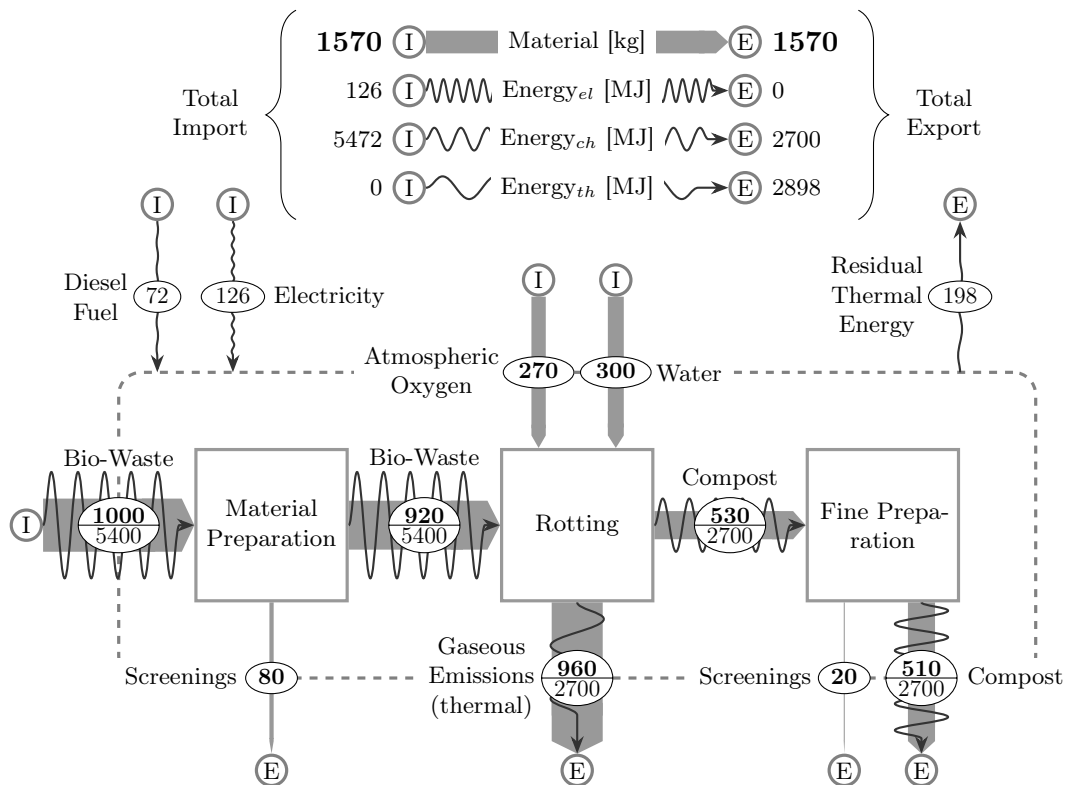 1570 I Material [kg] E 1570
126 I Energy_el [MJ] E 0
Total
Import
Total
Export
5472 I Energy_ch [MJ] E 2700
0 I Energy_th [MJ] E 2898
I
I
E
Diesel
Fuel
72
126
Electricity
I
I
Residual
Thermal
Energy
198
Atmospheric
Oxygen
270
300
Water
Bio-Waste
I
1000
5400
Material
Preparation
Bio-Waste
920
5400
Rotting
Compost
530
2700
Fine Prepa-
ration
Screenings
80
Gaseous
Emissions
(thermal)
960
2700
Screenings
20
510
2700
Compost
E
E
E
E